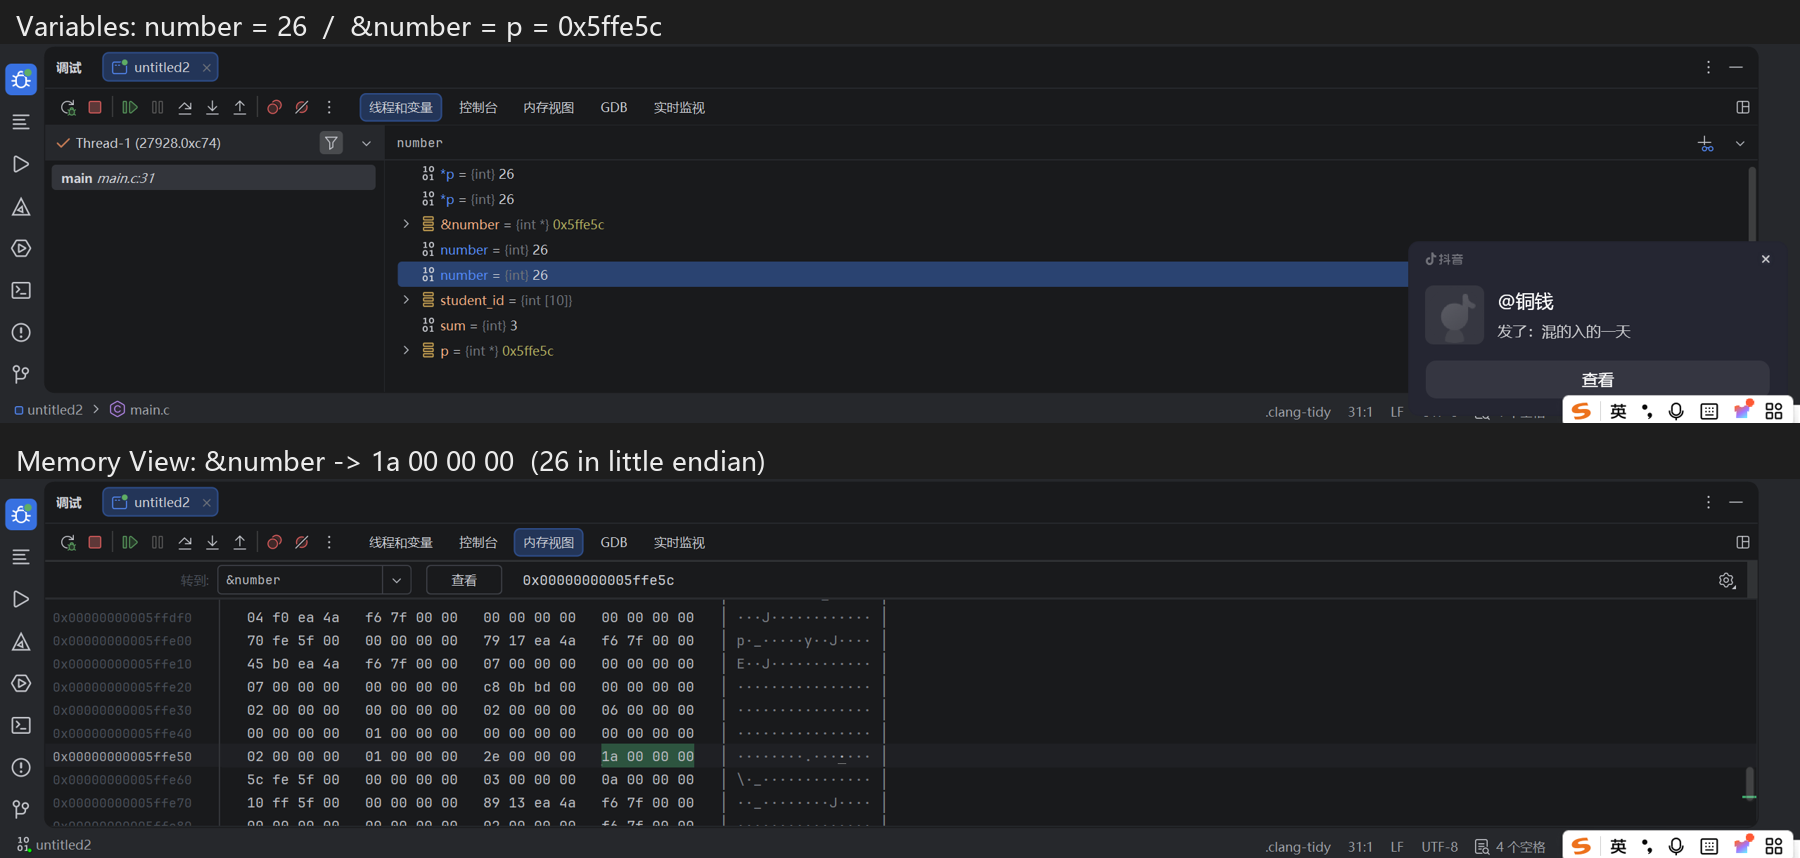 Variables: number = 26 / &number = p = 0x5ffe5c
调试 untitled2
线程和变量 控制台 内存视图 GDB 实时监视
Thread-1 (27928.0xc74)
number
main main.c:31
*p = {int} 26
*p = {int} 26
&number = {int *} 0x5ffe5c
number = {int} 26
number = {int} 26
student_id = {int [10]}
sum = {int} 3
p = {int *} 0x5ffe5c
抖音
@铜钱
发了：混的入的一天
查看
untitled2 > main.c
.clang-tidy 31:1 LF
英
Memory View: &number -> 1a 00 00 00 (26 in little endian)
调试 untitled2
线程和变量 控制台 内存视图 GDB 实时监视
转到: &number 查看 0x00000000005ffe5c
0x00000000005ffdf0 04 f0 ea 4a f6 7f 00 00 00 00 00 00 00 00 00 00 ···J············
0x00000000005ffe00 70 fe 5f 00 00 00 00 00 79 17 ea 4a f6 7f 00 00 p·_·····y··J····
0x00000000005ffe10 45 b0 ea 4a f6 7f 00 00 07 00 00 00 00 00 00 00 E··J············
0x00000000005ffe20 07 00 00 00 00 00 00 00 c8 0b bd 00 00 00 00 00 ················
0x00000000005ffe30 02 00 00 00 00 00 00 00 02 00 00 00 06 00 00 00 ················
0x00000000005ffe40 00 00 00 00 01 00 00 00 00 00 00 00 00 00 00 00 ················
0x00000000005ffe50 02 00 00 00 01 00 00 00 2e 00 00 00 1a 00 00 00 ········.···_···
0x00000000005ffe60 5c fe 5f 00 00 00 00 00 03 00 00 00 0a 00 00 00 \·_·············
0x00000000005ffe70 10 ff 5f 00 00 00 00 00 89 13 ea 4a f6 7f 00 00 ··_········J····
untitled2
.clang-tidy 31:1 LF UTF-8 4 个空格
英